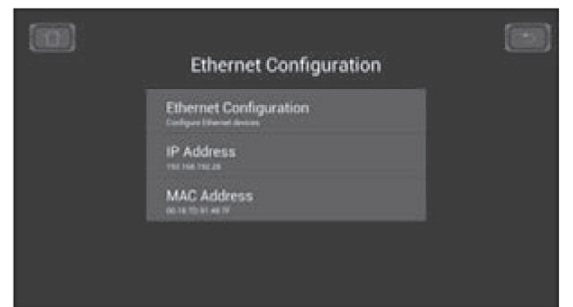 Ethernet Configuration
Ethernet Configuration
Configure Ethernet devices
IP Address
MAC Address